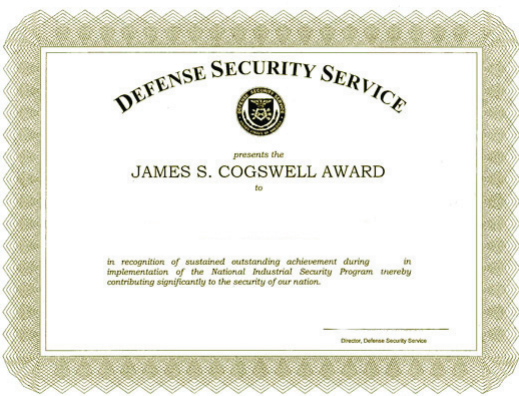 DEFENSE SECURITY SERVICE
presents the
JAMES S. COGSWELL AWARD
to
in recognition of sustained outstanding achievement during in
implementation of the National Industrial Security Program thereby
contributing significantly to the security of our nation.
Director, Defense Security Service